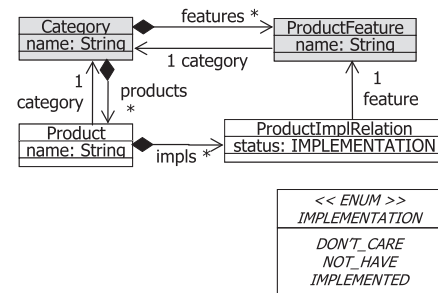 Category
name: String
features *
ProductFeature
name: String
1 category
1
category
products
*
1
feature
Product
name: String
impls *
ProductImplRelation
status: IMPLEMENTATION
<< ENUM >>
IMPLEMENTATION
DON'T_CARE
NOT_HAVE
IMPLEMENTED